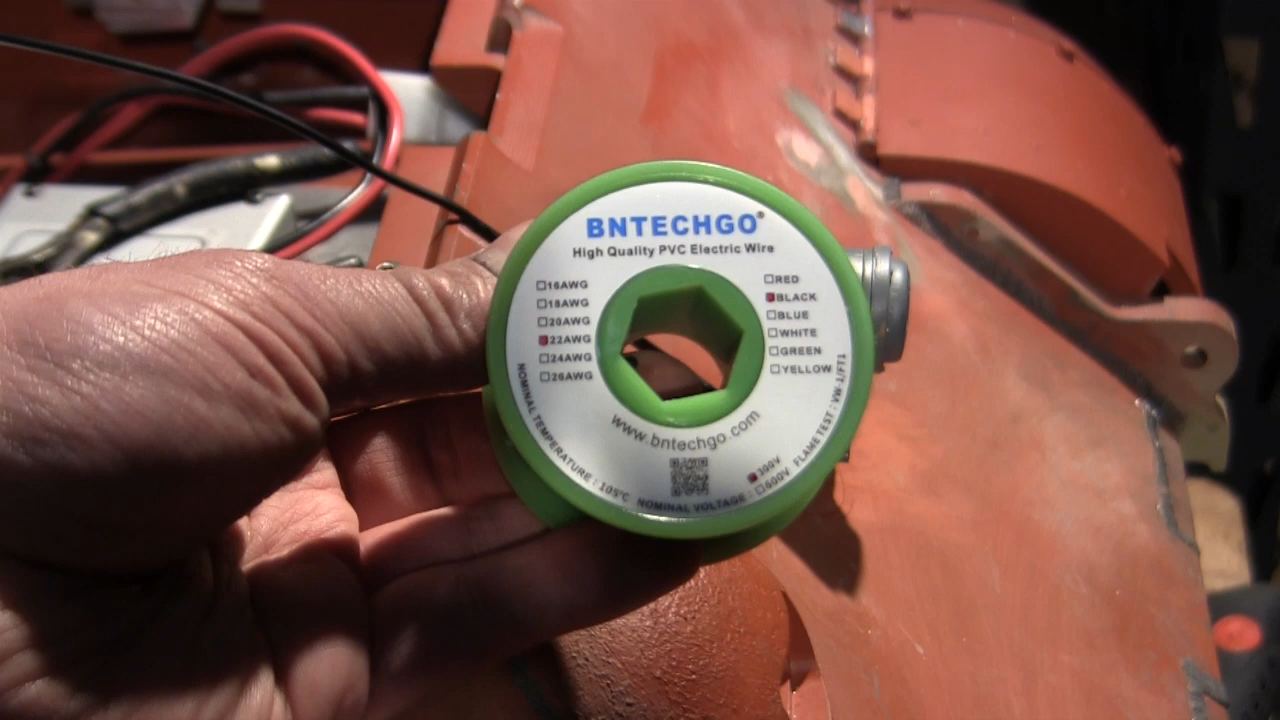 BNTECHGO®
High Quality PVC Electric Wire
16AWG
18AWG
20AWG
22AWG
24AWG
26AWG
RED
BLACK
BLUE
WHITE
GREEN
YELLOW
www.bntechgo.com
NOMINAL TEMPERATURE : 105°C
NOMINAL VOLTAGE :
300V
600V
FLAME TEST : VW-1/FT1